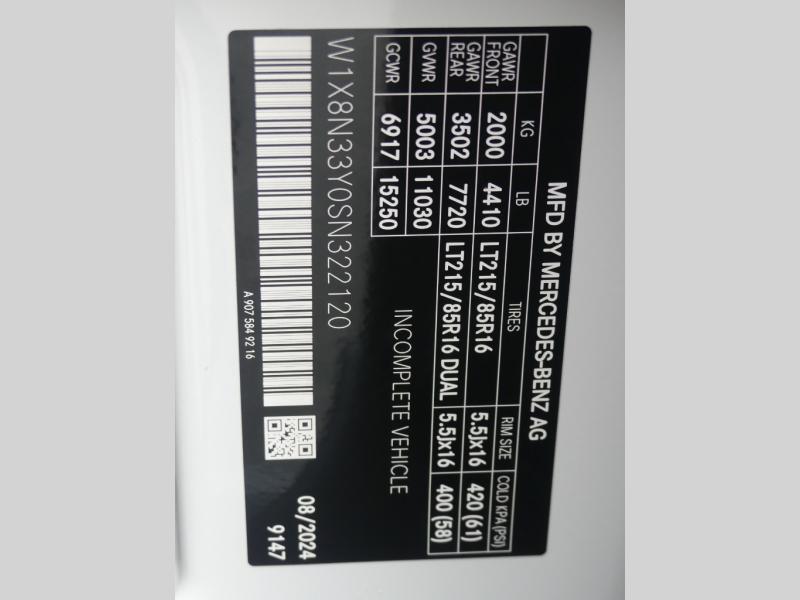 MFD BY MERCEDES-BENZ AG
KG LB TIRES RIM SIZE COLD KPA(PSI)
GAWR FRONT 2000 4410 LT215/85R16 5.5Jx16 420 (61)
GAWR REAR 3502 7720 LT215/85R16 DUAL 5.5Jx16 400 (58)
GVWR 5003 11030
GCWR 6917 15250 INCOMPLETE VEHICLE
W1X8N33Y0SN322120
08/2024
9147
A 907 584 92 16